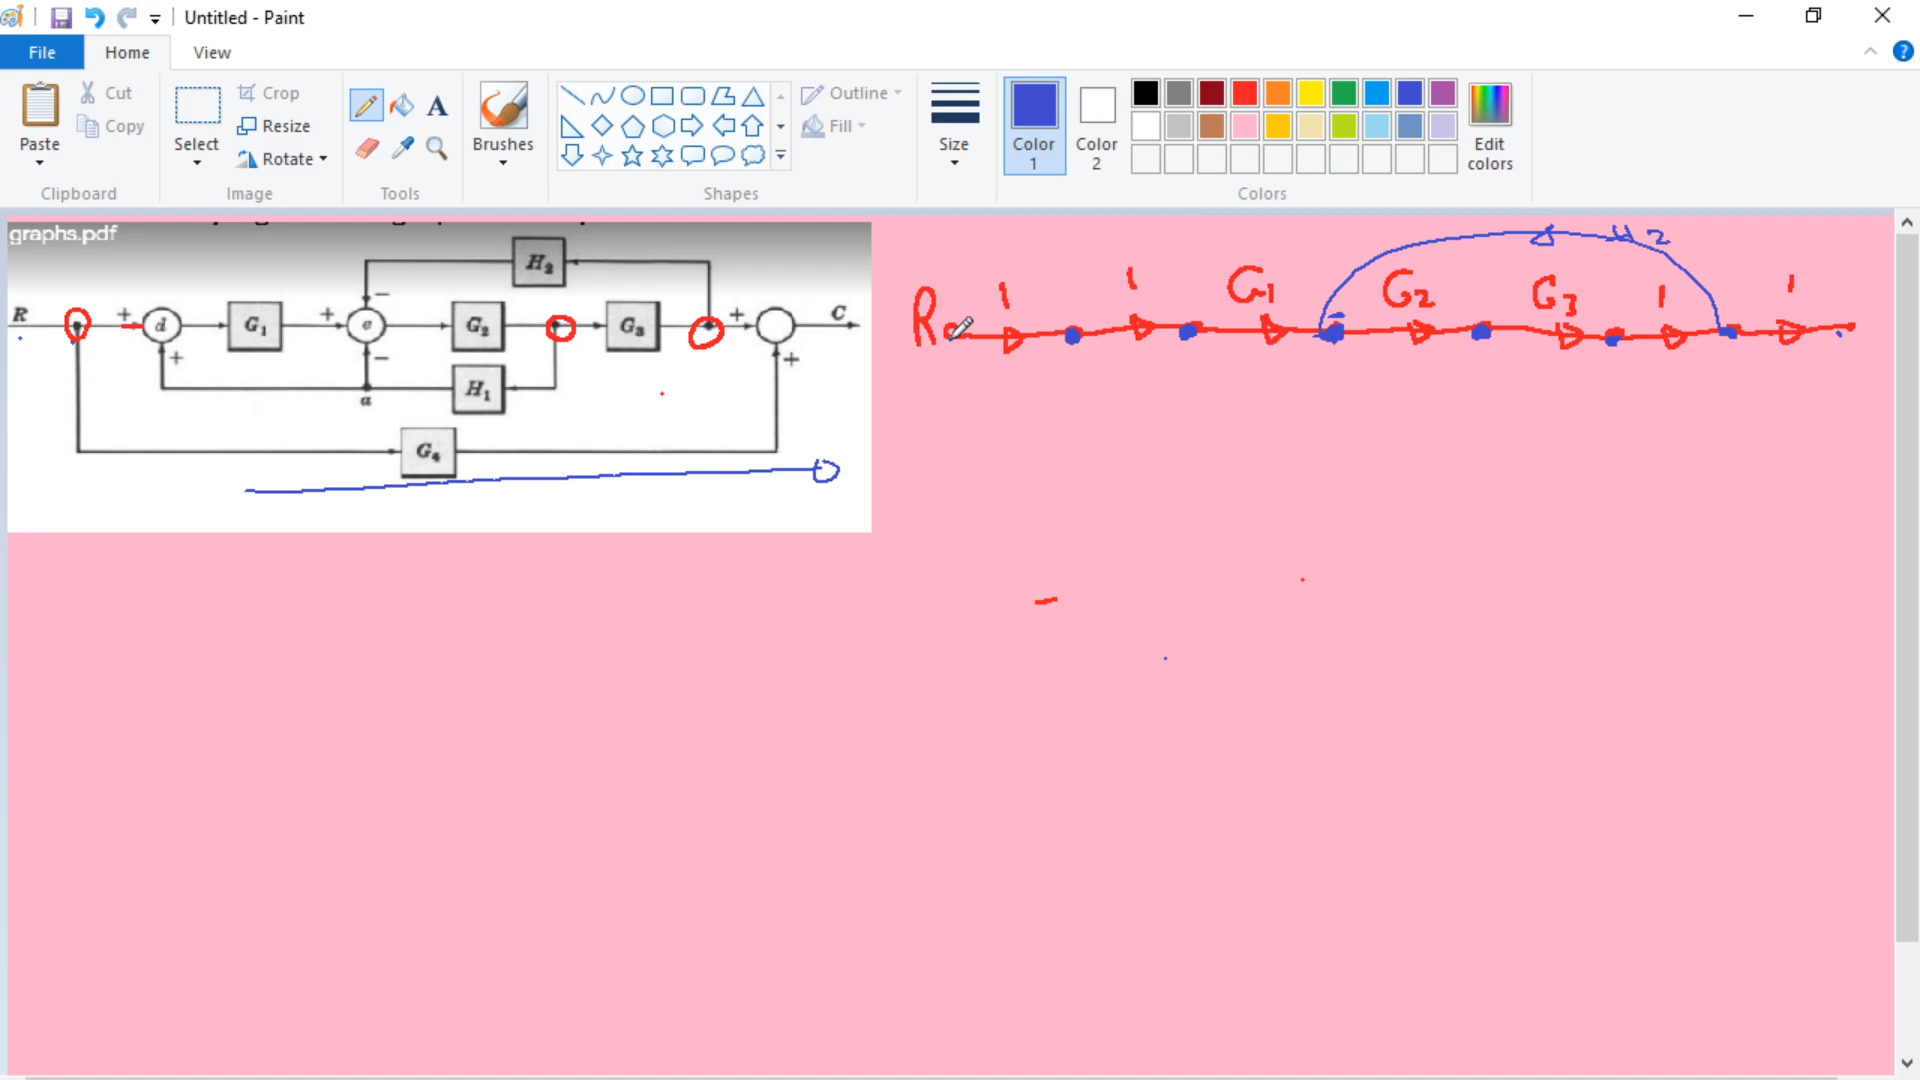 Untitled - Paint
File Home View
Paste Cut Copy Clipboard
Select Crop Resize Rotate Image
A Tools
Brushes
Outline Fill Shapes
Size
Color 1
Color 2
Edit colors
Colors
graphs.pdf
H2
R + d G1 + e G2 G3 + C
− + − +
H1
a
G4
H2
R 1 1 G1 G2 G3 1 1
-